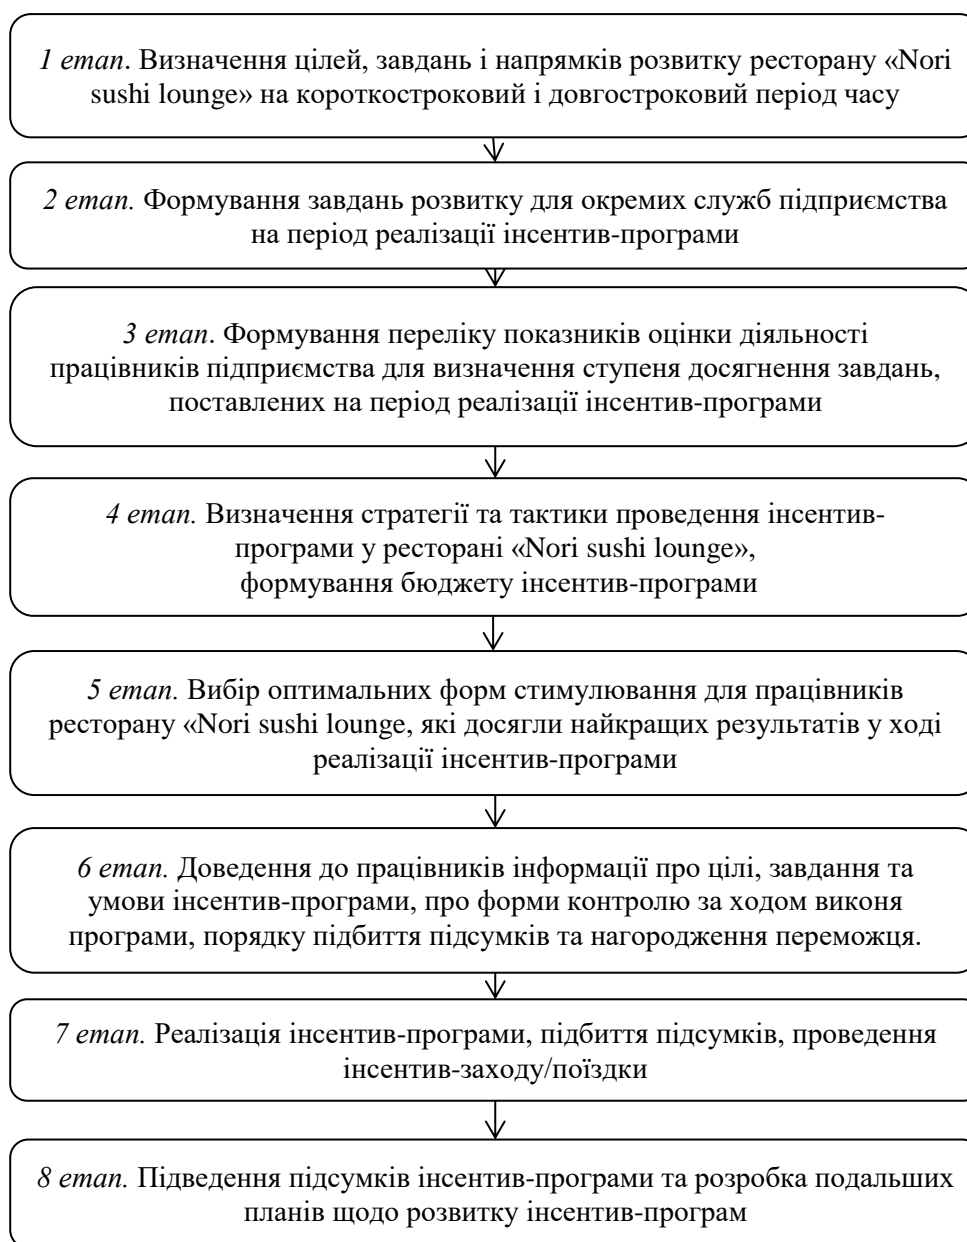 1 етап. Визначення цілей, завдань і напрямків розвитку ресторану «Nori
sushi lounge» на короткостроковий і довгостроковий період часу
2 етап. Формування завдань розвитку для окремих служб підприємства
на період реалізації інсентив-програми
3 етап. Формування переліку показників оцінки діяльності
працівників підприємства для визначення ступеня досягнення завдань,
поставлених на період реалізації інсентив-програми
4 етап. Визначення стратегії та тактики проведення інсентив-
програми у ресторані «Nori sushi lounge»,
формування бюджету інсентив-програми
5 етап. Вибір оптимальних форм стимулювання для працівників
ресторану «Nori sushi lounge, які досягли найкращих результатів у ході
реалізації інсентив-програми
6 етап. Доведення до працівників інформації про цілі, завдання та
умови інсентив-програми, про форми контролю за ходом виконя
програми, порядку підбиття підсумків та нагородження переможця.
7 етап. Реалізація інсентив-програми, підбиття підсумків, проведення
інсентив-заходу/поїздки
8 етап. Підведення підсумків інсентив-програми та розробка подальших
планів щодо розвитку інсентив-програм